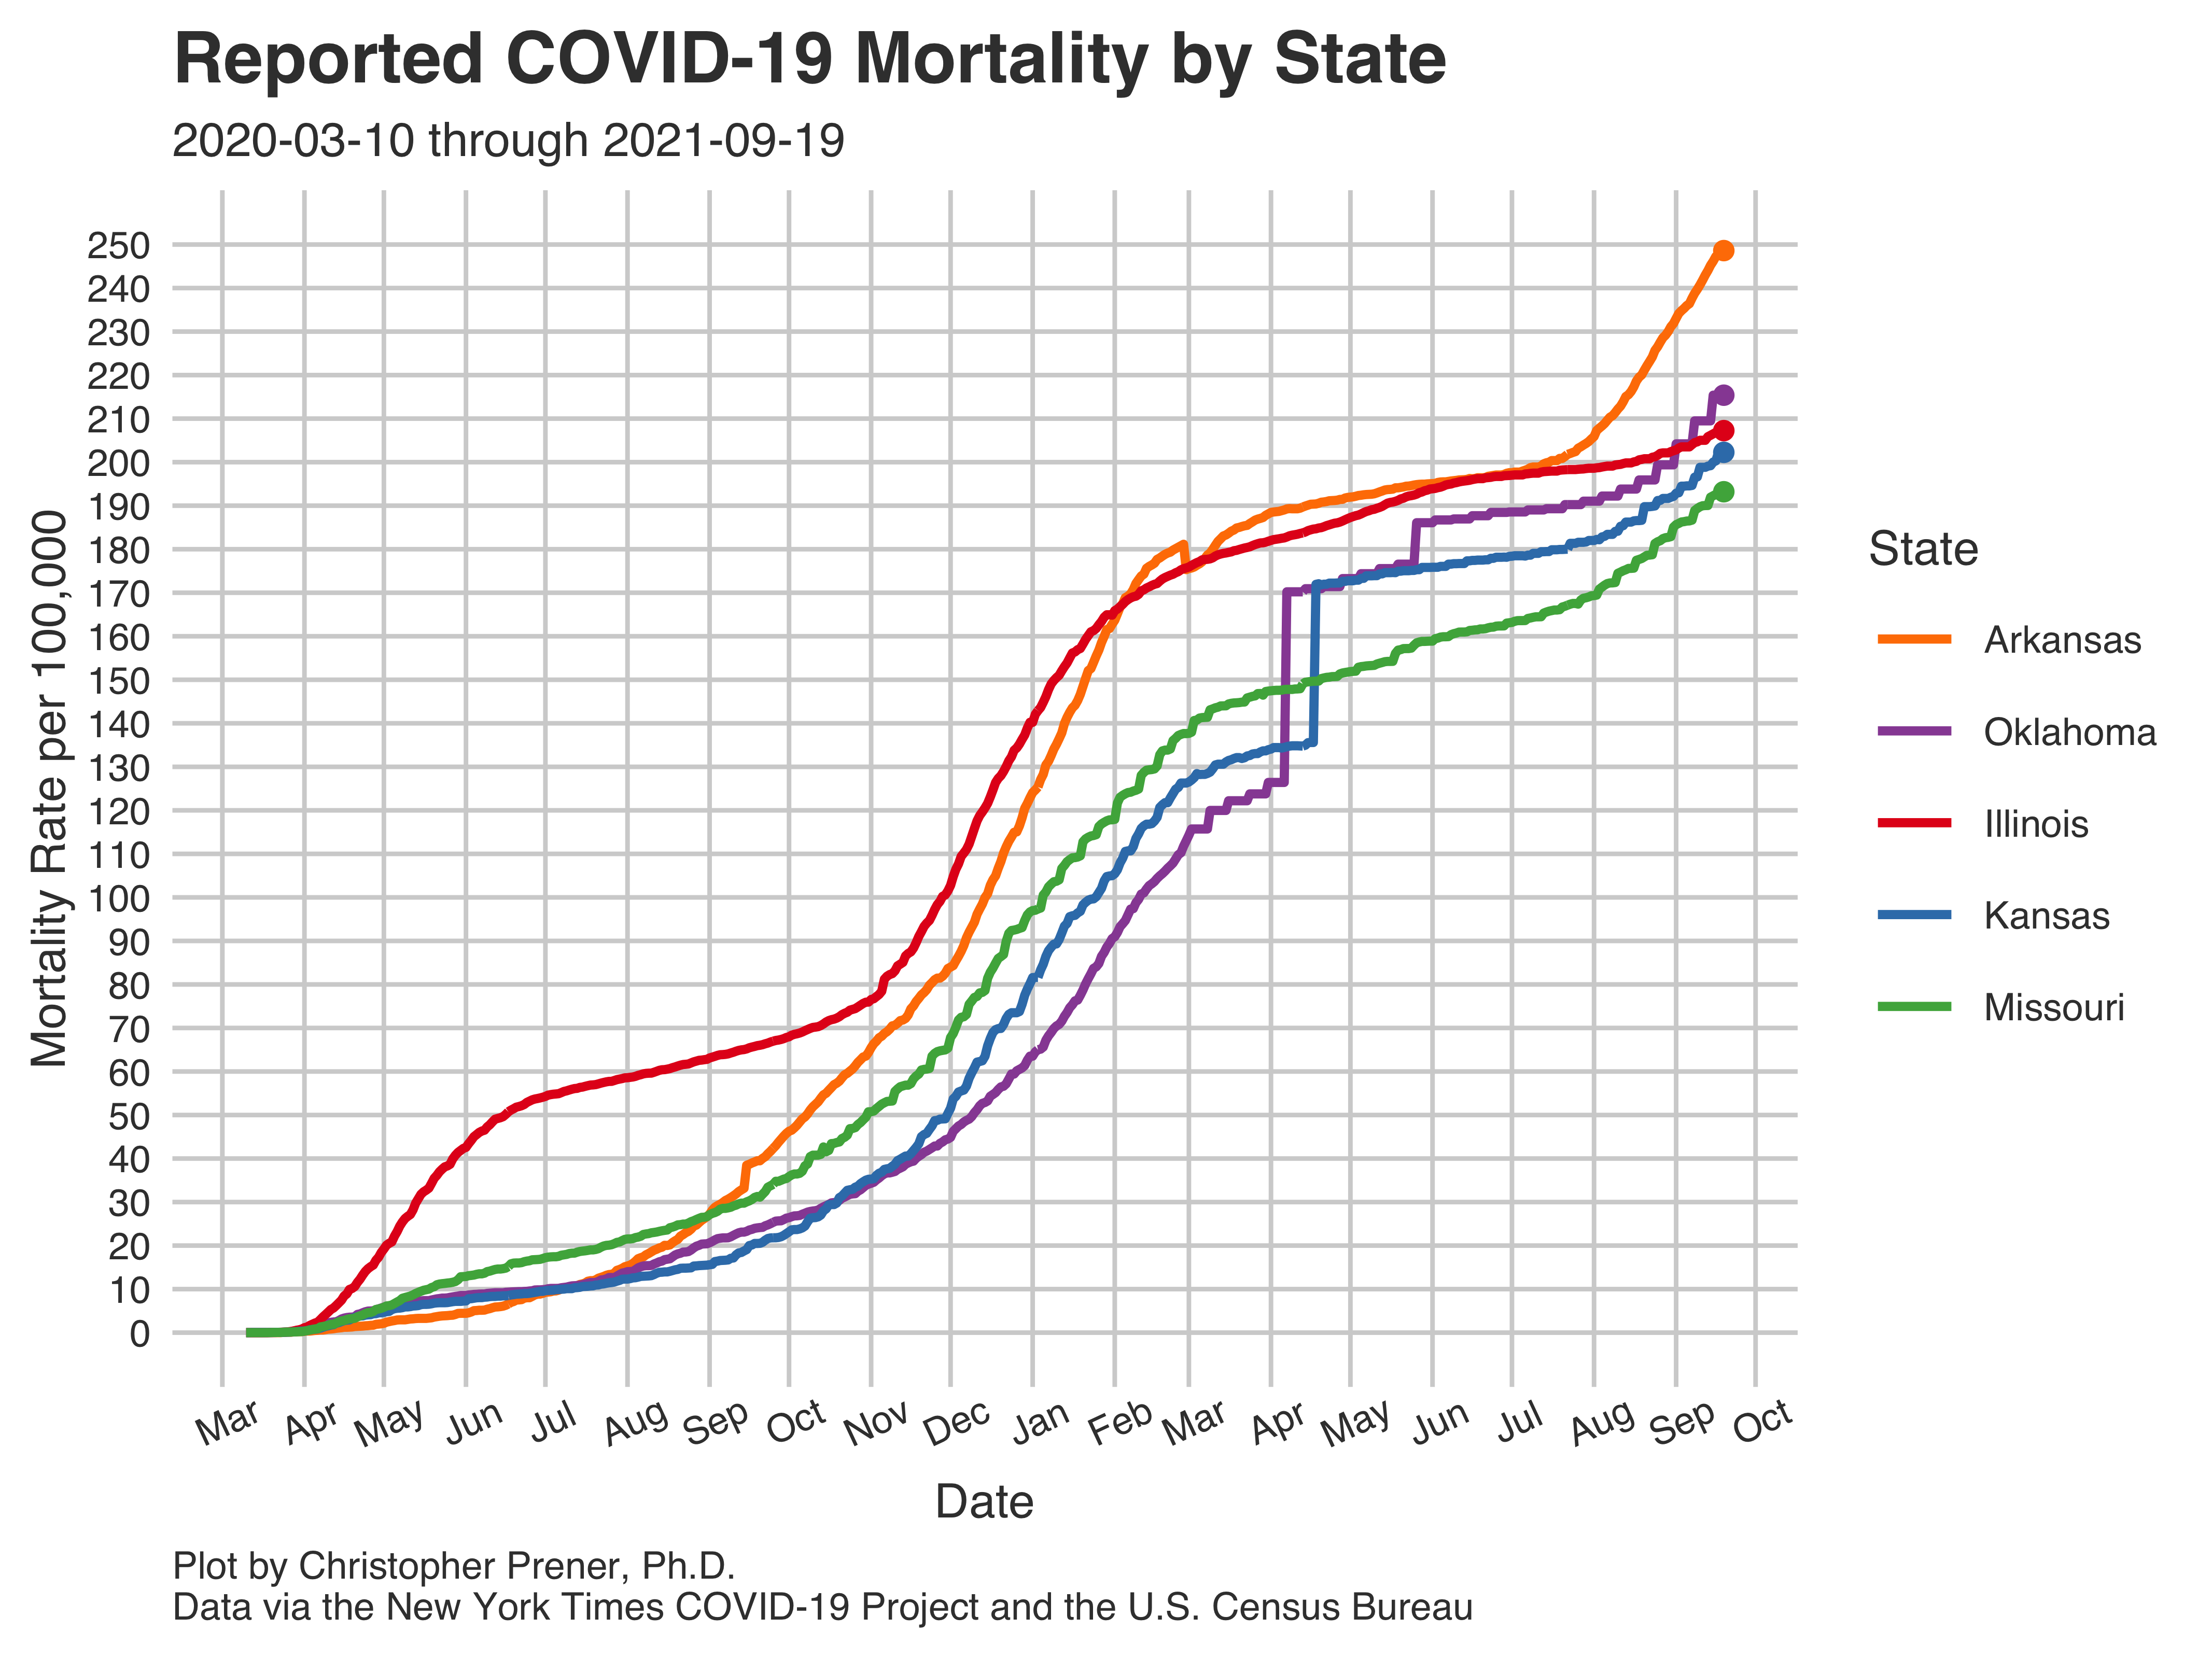 Reported COVID-19 Mortality by State
2020-03-10 through 2021-09-19
Mortality Rate per 100,000
250
240
230
220
210
200
190
180
170
160
150
140
130
120
110
100
90
80
70
60
50
40
30
20
10
0
Mar Apr May Jun Jul Aug Sep Oct Nov Dec Jan Feb Mar Apr May Jun Jul Aug Sep Oct
Date
State
Arkansas
Oklahoma
Illinois
Kansas
Missouri
Plot by Christopher Prener, Ph.D.
Data via the New York Times COVID-19 Project and the U.S. Census Bureau